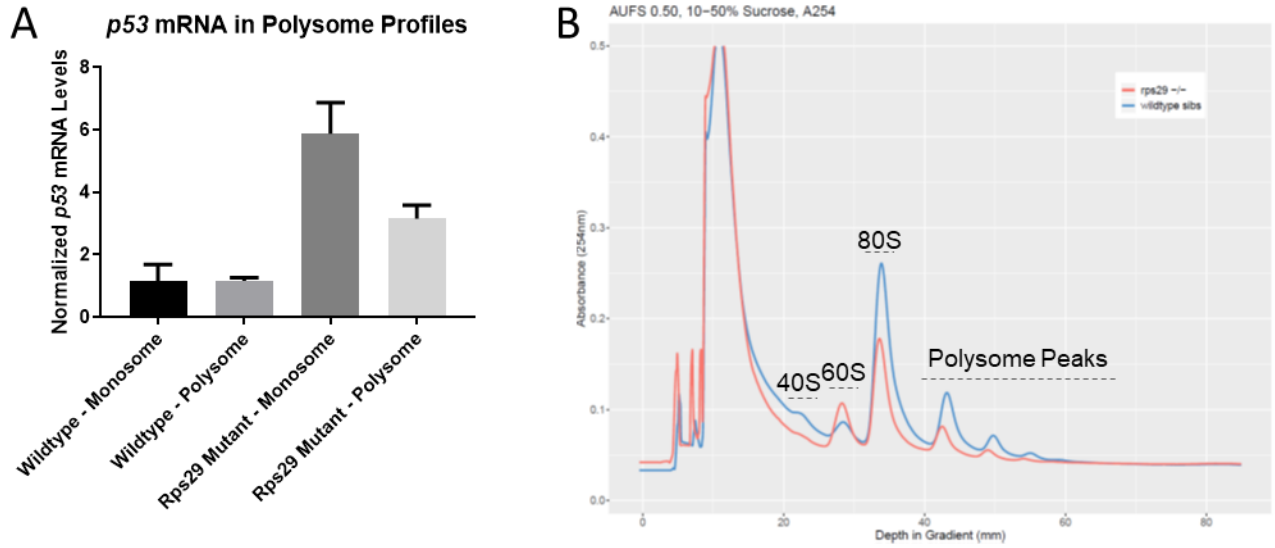 A
p53 mRNA in Polysome Profiles
Normalized p53 mRNA Levels
8
6
4
2
0
Wildtype - Monosome
Wildtype - Polysome
Rps29 Mutant - Monosome
Rps29 Mutant - Polysome
B
AUFS 0.50, 10−50% Sucrose, A254
rps29 −/−
wildtype sibs
80S
Polysome Peaks
40S
60S
Absorbance (254nm)
0.5
0.4
0.3
0.2
0.1
0.0
0
20
40
60
80
Depth in Gradient (mm)